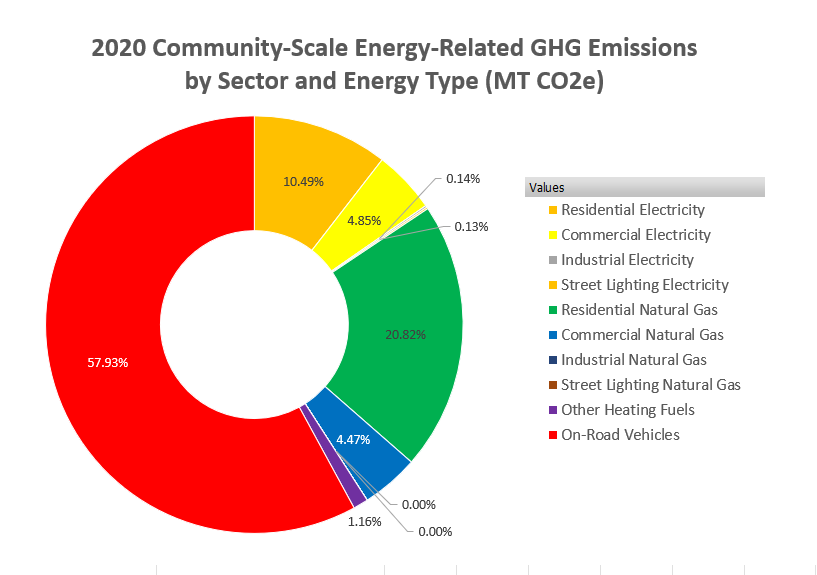 2020 Community-Scale Energy-Related GHG Emissions
by Sector and Energy Type (MT CO2e)
10.49%
4.85%
0.14%
0.13%
20.82%
57.93%
4.47%
0.00%
0.00%
1.16%
Values
Residential Electricity
Commercial Electricity
Industrial Electricity
Street Lighting Electricity
Residential Natural Gas
Commercial Natural Gas
Industrial Natural Gas
Street Lighting Natural Gas
Other Heating Fuels
On-Road Vehicles